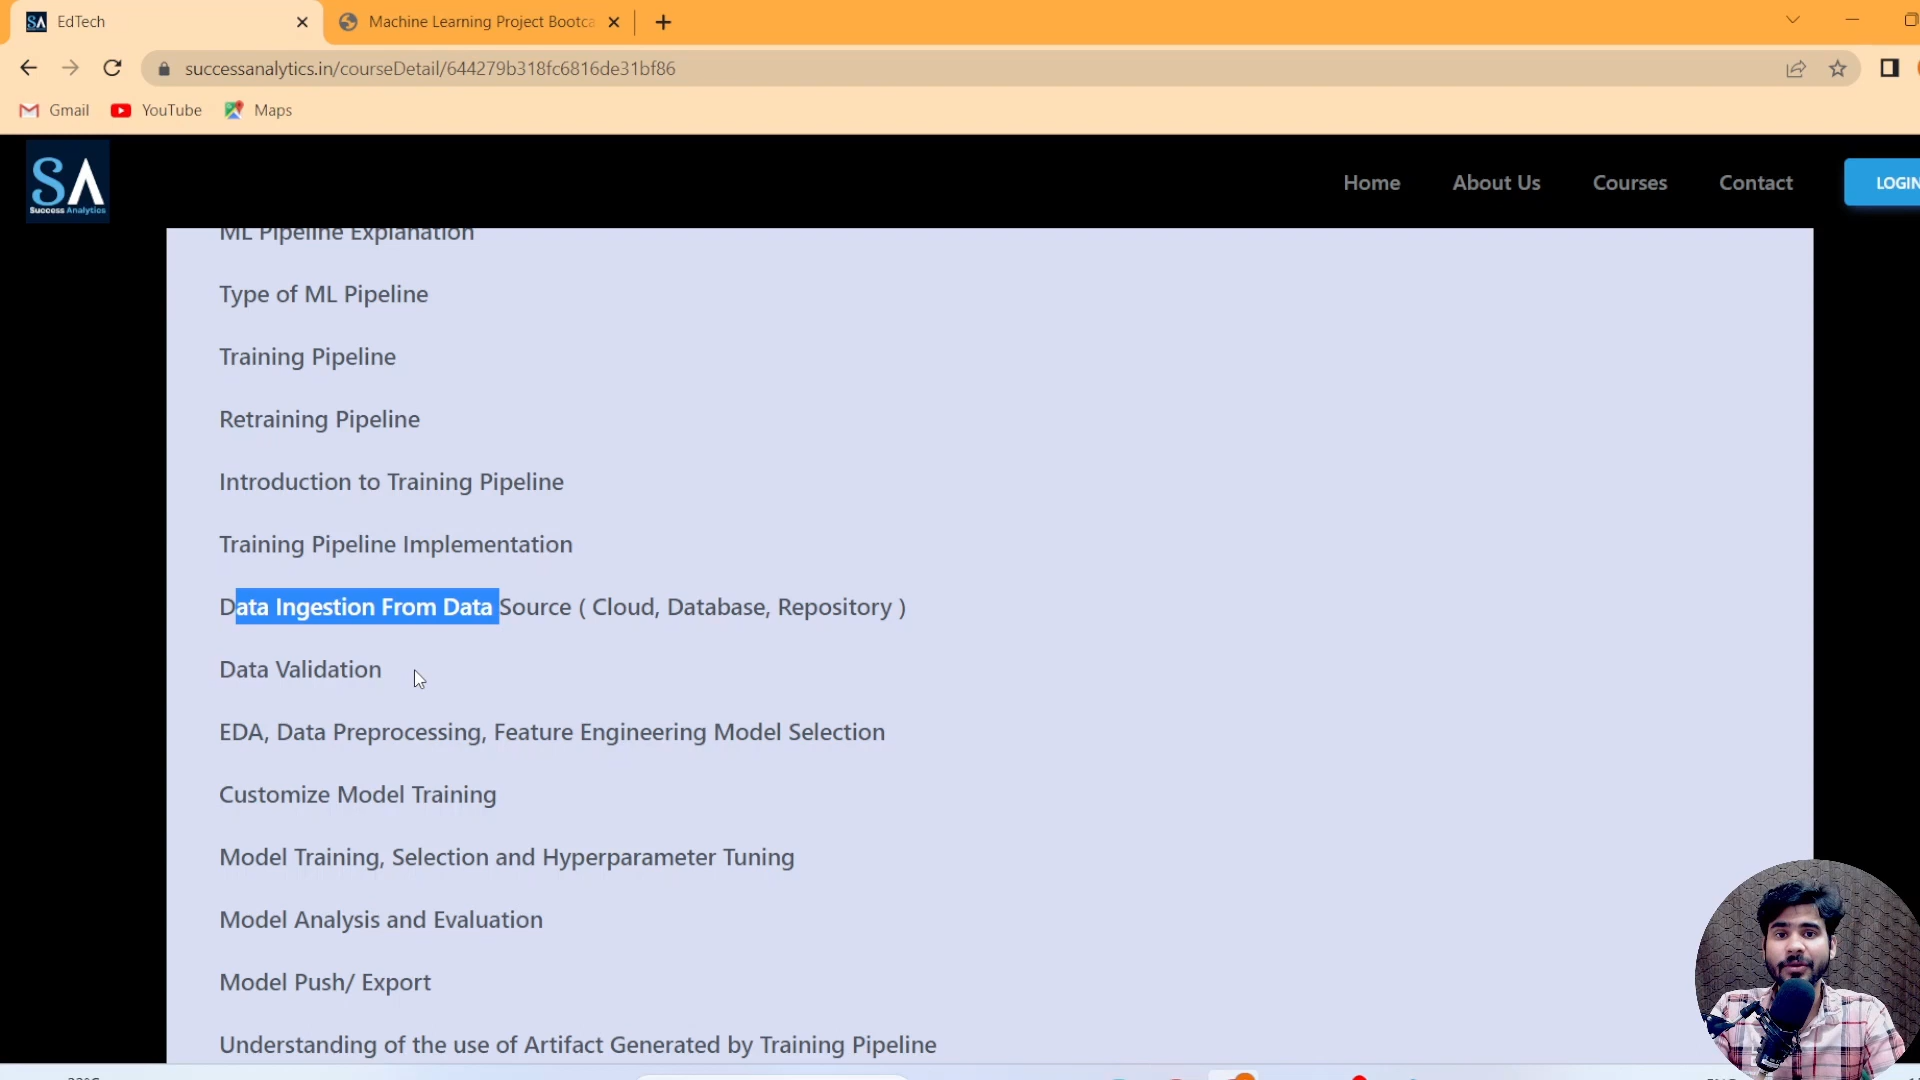 EdTech
Machine Learning Project Bootca
successanalytics.in/courseDetail/644279b318fc6816de31bf86
Gmail
YouTube
Maps
SA
Success Analytics
Home
About Us
Courses
Contact
LOGIN
ML Pipeline Explanation
Type of ML Pipeline
Training Pipeline
Retraining Pipeline
Introduction to Training Pipeline
Training Pipeline Implementation
Data Ingestion From Data Source ( Cloud, Database, Repository )
Data Validation
EDA, Data Preprocessing, Feature Engineering Model Selection
Customize Model Training
Model Training, Selection and Hyperparameter Tuning
Model Analysis and Evaluation
Model Push/ Export
Understanding of the use of Artifact Generated by Training Pipeline